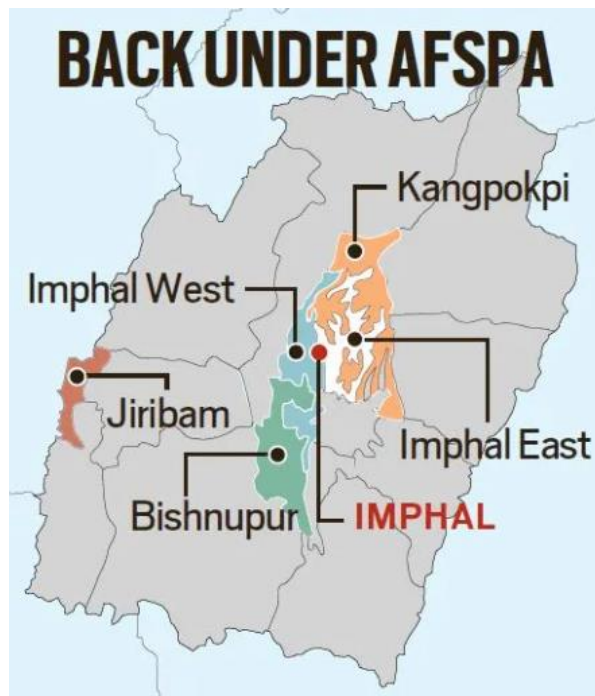 BACK UNDER AFSPA
Kangpokpi
Imphal West
Jiribam
Imphal East
Bishnupur
IMPHAL